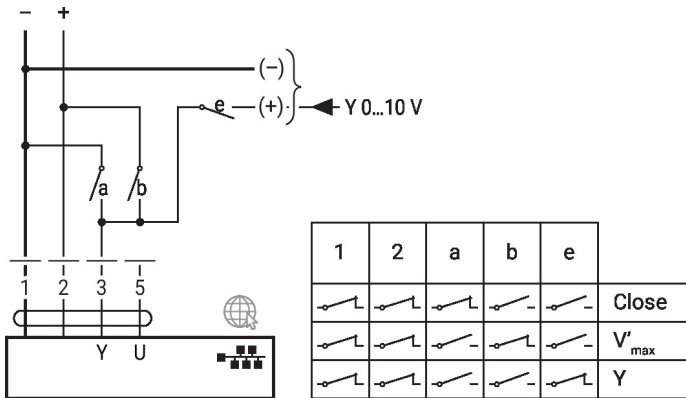 – +
(–)
e (+) Y 0...10 V
a b
1 2 3 5
Y U
1 2 a b e
Close
V'max
Y